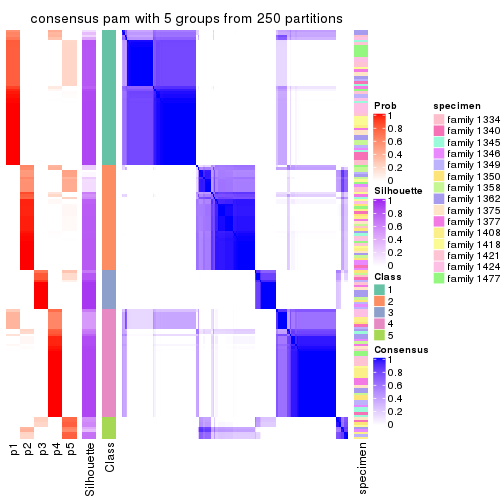 consensus pam with 5 groups from 250 partitions
Prob
1
0.8
0.6
0.4
0.2
0
Silhouette
1
0.8
0.6
0.4
0.2
0
Class
1
2
3
4
5
Consensus
1
0.8
0.6
0.4
0.2
0
specimen
family 1334
family 1340
family 1345
family 1346
family 1349
family 1350
family 1358
family 1362
family 1375
family 1377
family 1408
family 1418
family 1421
family 1424
family 1477
p1
p2
p3
p4
p5
Silhouette
Class
specimen